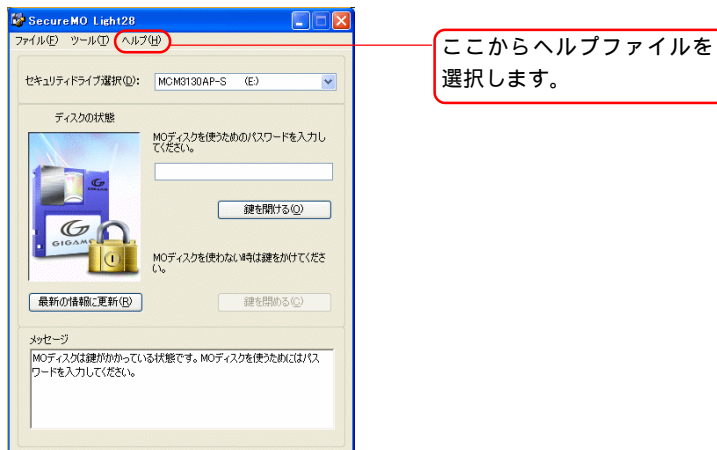 SecureMO Light28
ファイル(F) ツール(T) ヘルプ(H)
ここからヘルプファイルを
選択します。
セキュリティドライブ選択(D): MCM3130AP-S (E:)
ディスクの状態
MOディスクを使うためのパスワードを入力し
てください。
鍵を開ける(O)
GIGAMO
MOディスクを使わない時は鍵をかけてくださ
い。
最新の情報に更新(R)
鍵を閉める(C)
メッセージ
MOディスクは鍵がかかっている状態です。MOディスクを使うためにはパス
ワードを入力してください。